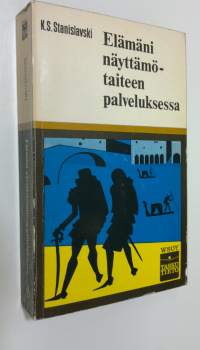 K.S.Stanislavski
Elämäni
näyttämö-
taiteen
palveluksessa
WSOY
TASKU
TIETO